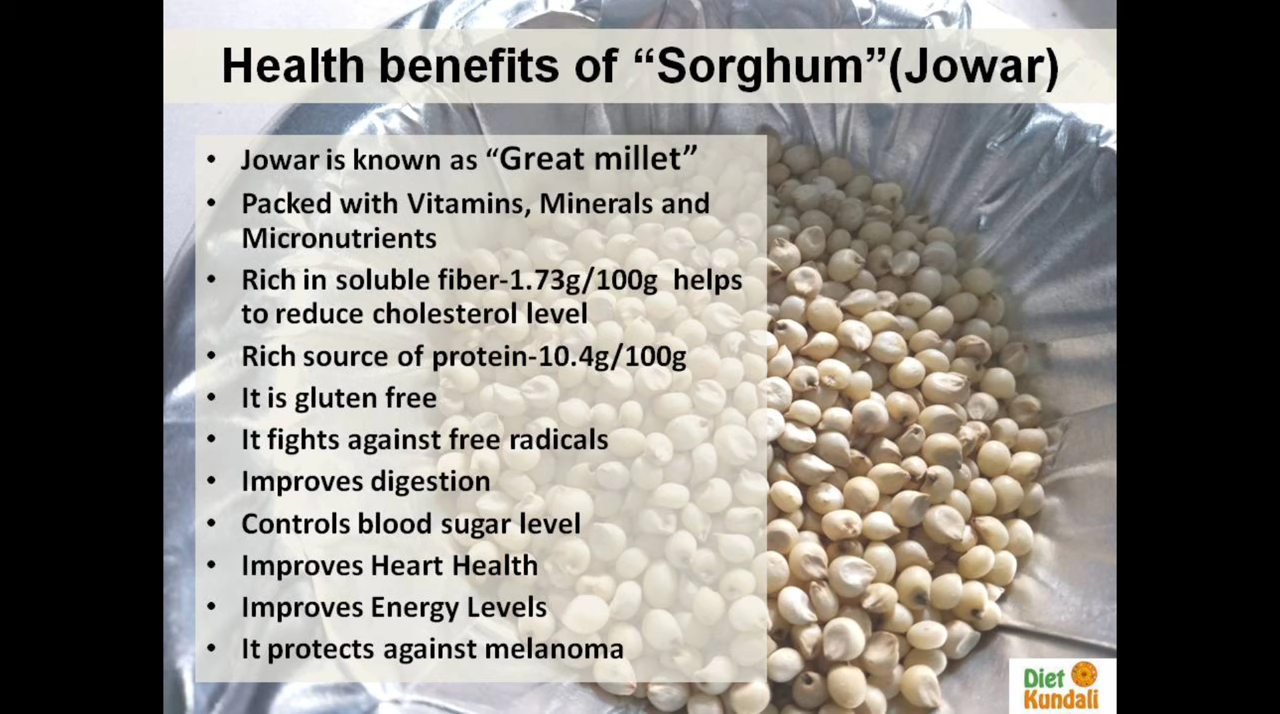 Health benefits of “Sorghum”(Jowar)
• Jowar is known as “Great millet”
• Packed with Vitamins, Minerals and
Micronutrients
• Rich in soluble fiber-1.73g/100g helps
to reduce cholesterol level
• Rich source of protein-10.4g/100g
• It is gluten free
• It fights against free radicals
• Improves digestion
• Controls blood sugar level
• Improves Heart Health
• Improves Energy Levels
• It protects against melanoma
Diet
Kundali